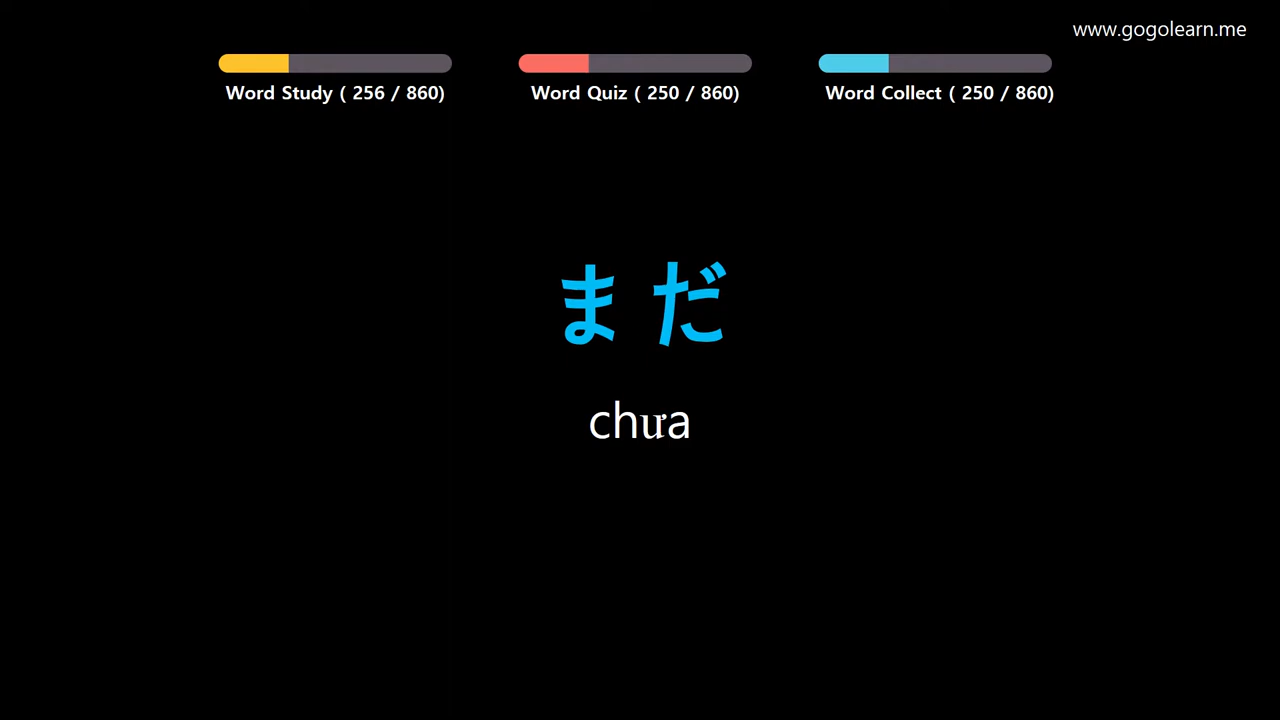 www.gogolearn.me
Word Study ( 256 / 860)
Word Quiz ( 250 / 860)
Word Collect ( 250 / 860)
まだ
chưa